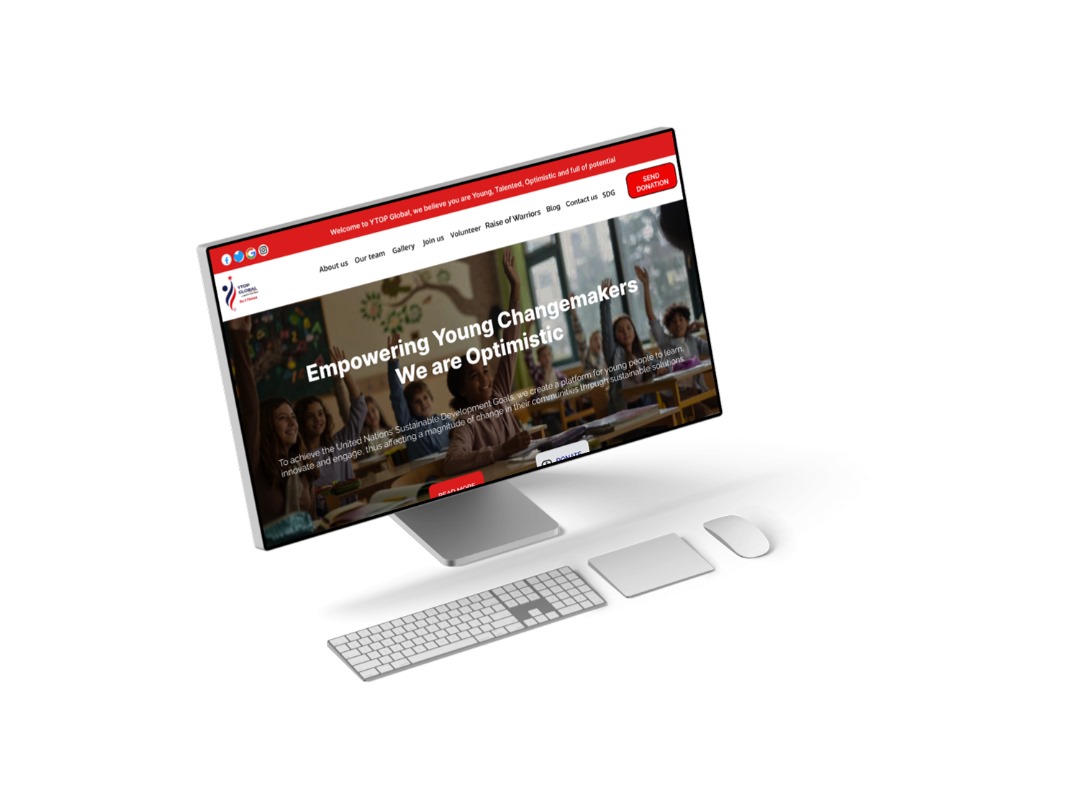 Welcome to YTOP Global, we believe you are Young, Talented, Optimistic and full of potential
SEND
DONATION
About us Our team Gallery Join us Volunteer Raise of Warriors Blog Contact us SDG
YTOP
GLOBAL
Empowering Young Changemakers
We are Optimistic
To achieve the United Nations Sustainable Development Goals, we create a platform for young people to learn,
innovate and engage, thus affecting a magnitude of change in their communities through sustainable solutions.
READ MORE
DONATE